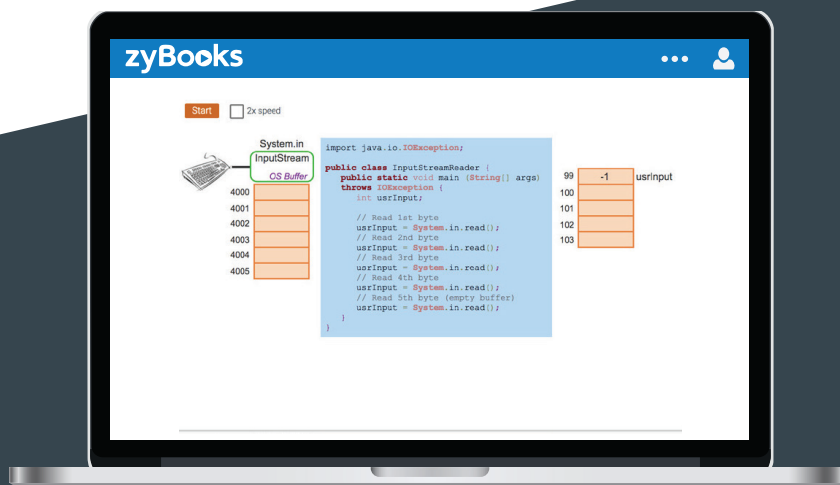 zyBooks
Start 2x speed
System.in
InputStream
OS Buffer
4000
4001
4002
4003
4004
4005
import java.io.IOException;
public class InputStreamReader {
public static void main (String[] args)
throws IOException {
int usrInput;
// Read 1st byte
usrInput = System.in.read();
// Read 2nd byte
usrInput = System.in.read();
// Read 3rd byte
usrInput = System.in.read();
// Read 4th byte
usrInput = System.in.read();
// Read 5th byte (empty buffer)
usrInput = System.in.read();
}
}
99 -1 usrInput
100
101
102
103